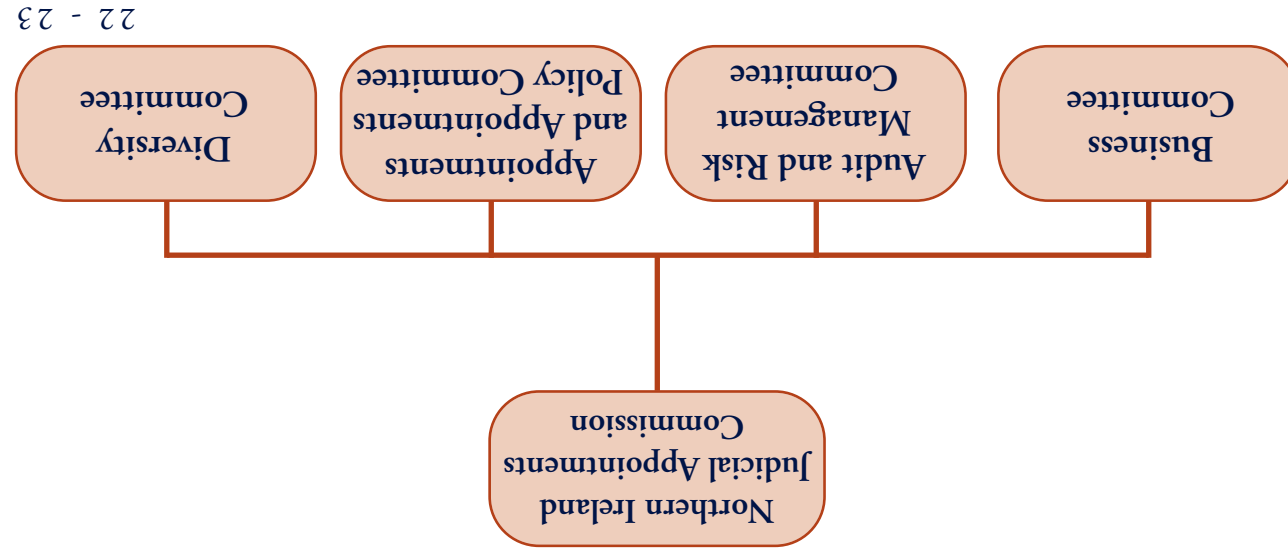 Northern Ireland
Judicial Appointments
Commission
Business
Committee
Audit and Risk
Management
Committee
Appointments
and Appointments
Policy Committee
Diversity
Committee
22 - 23